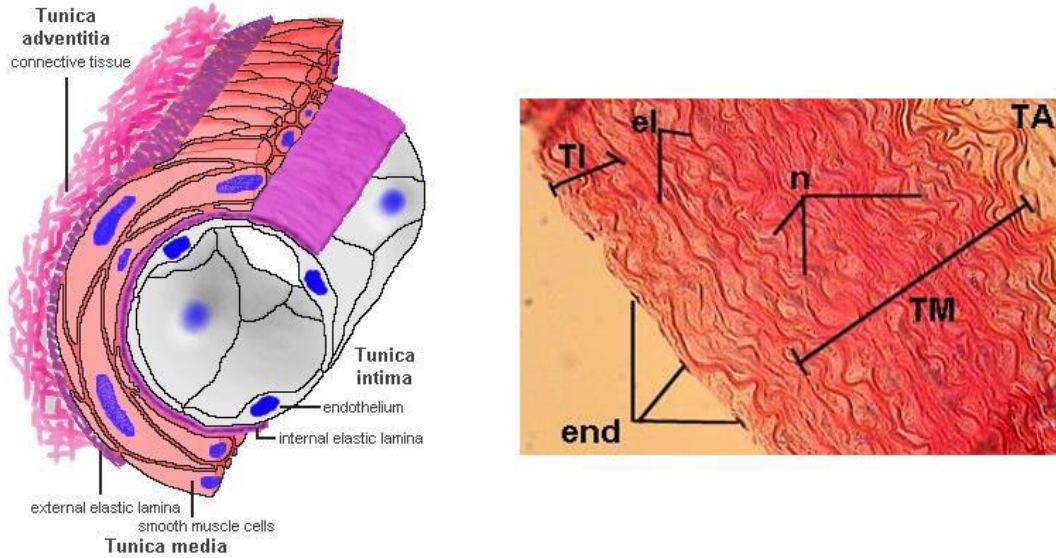 Tunica
adventitia
connective tissue
Tunica
intima
endothelium
internal elastic lamina
external elastic lamina
smooth muscle cells
Tunica media
el
TA
TI
n
TM
end